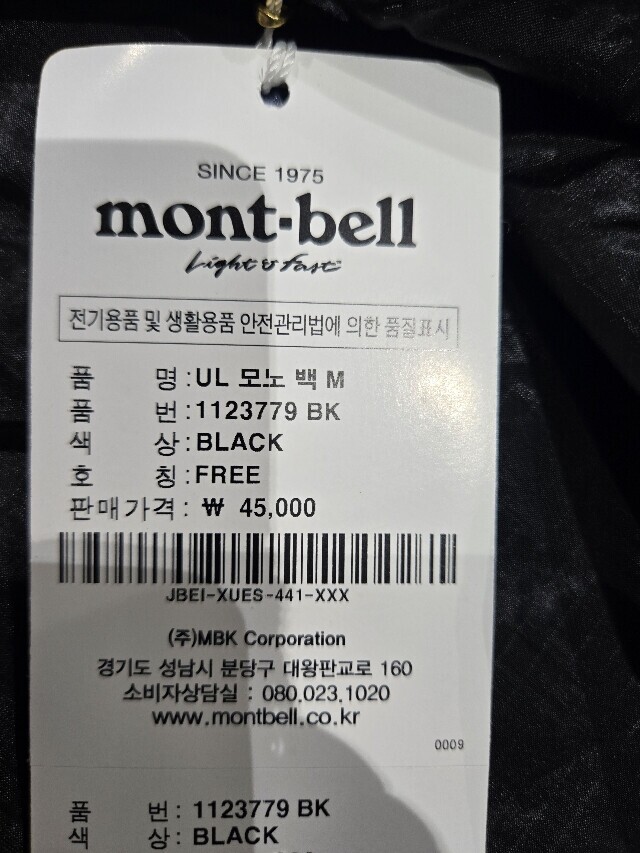 SINCE 1975
mont-bell
Light & Fast
전기용품 및 생활용품 안전관리법에 의한 품질표시
품 명 : UL 모노 백 M
품 번 : 1123779 BK
색 상 : BLACK
호 칭 : FREE
판매가격 : ₩ 45,000
JBEI-XUES-441-XXX
(주)MBK Corporation
경기도 성남시 분당구 대왕판교로 160
소비자상담실 : 080.023.1020
www.montbell.co.kr
0009
품 번 : 1123779 BK
색 상 : BLACK